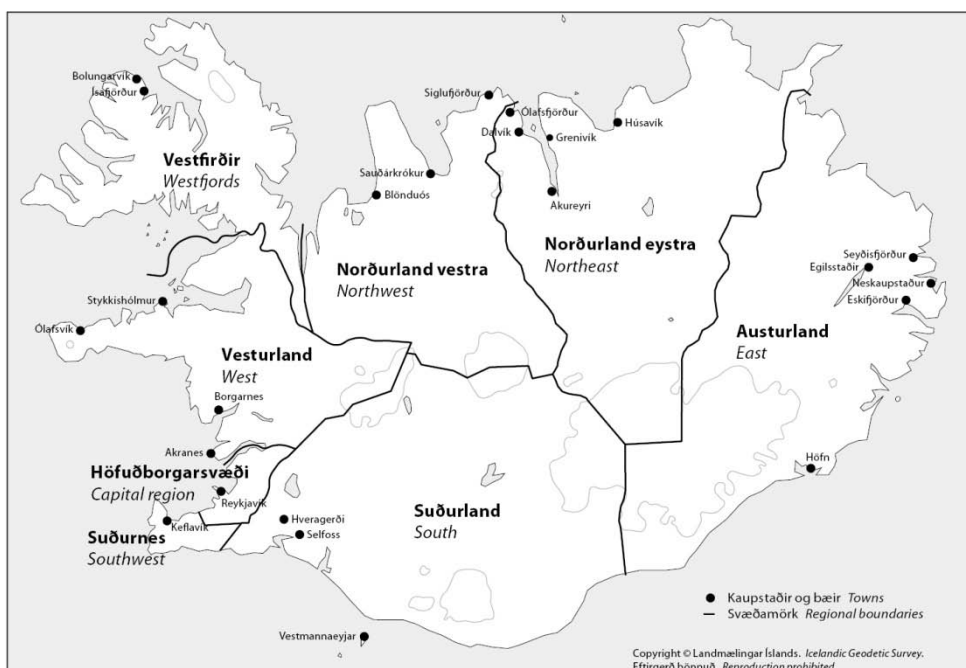 Bolungarvík
Ísafjörður
Vestfirðir
Westfjords
Siglufjörður
Ólafsfjörður
Dalvík
Grenivík
Húsavík
Sauðárkrókur
Blönduós
Akureyri
Norðurland vestra
Northwest
Norðurland eystra
Northeast
Seyðisfjörður
Egilsstaðir
Neskaupstaður
Eskifjörður
Stykkishólmur
Ólafsvík
Vesturland
West
Austurland
East
Borgarnes
Akranes
Höfuðborgarsvæði
Capital region
Reykjavík
Höfn
Suðurland
South
Keflavík
Hveragerði
Selfoss
Suðurnes
Southwest
Vestmannaeyjar
Kaupstaðir og bæir Towns
Svæðamörk Regional boundaries
Copyright © Landmælingar Íslands. Icelandic Geodetic Survey.
Eftirgerð bönnuð. Reproduction prohibited.